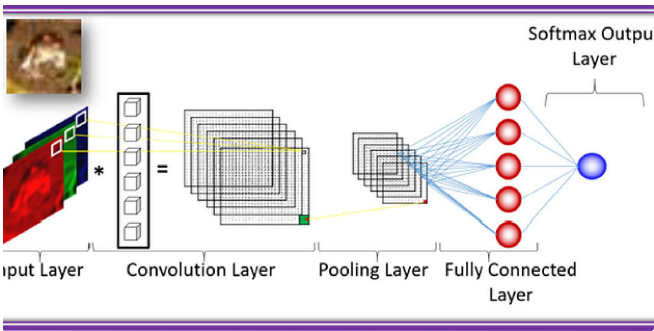 Softmax Outpu
Layer
*
=
nput Layer
Convolution Layer
Pooling Layer
Fully Connected
Layer